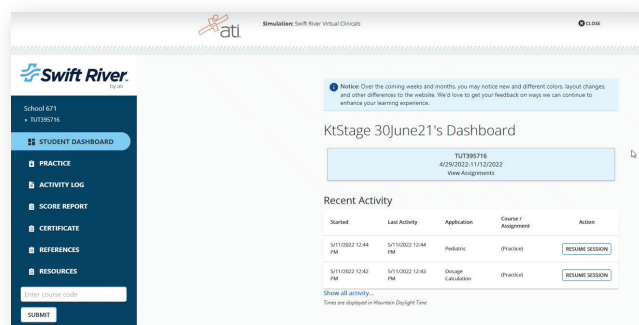 ati
Simulation: Swift River Virtual Clinicals
CLOSE
Swift River.
by ati
School 671
TUT395716
STUDENT DASHBOARD
PRACTICE
ACTIVITY LOG
SCORE REPORT
CERTIFICATE
REFERENCES
RESOURCES
Enter course code
SUBMIT
i Notice: Over the coming weeks and months, you may notice new and different colors, layout changes,
and other differences to the website. We'd love to get your feedback on ways we can continue to
enhance your learning experience.
KtStage 30June21's Dashboard
TUT395716
4/29/2022-11/12/2022
View Assignments
Recent Activity
Started Last Activity Application Course / Assignment Action
5/11/2022 12:44 PM 5/11/2022 12:44 PM Pediatric (Practice) RESUME SESSION
5/11/2022 12:42 PM 5/11/2022 12:43 PM Dosage Calculation (Practice) RESUME SESSION
Show all activity...
Times are displayed in Mountain Daylight Time